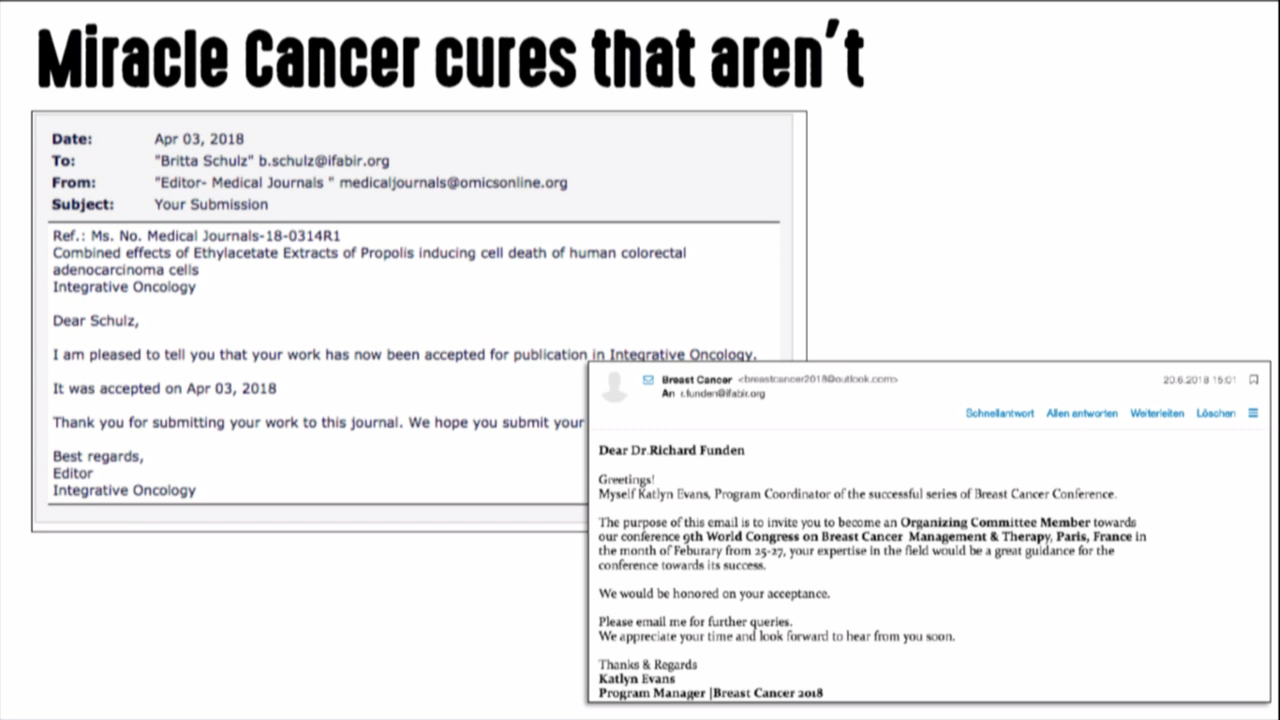 Miracle Cancer cures that aren't
Date: Apr 03, 2018
To: "Britta Schulz" b.schulz@ifabir.org
From: "Editor- Medical Journals " medicaljournals@omicsonline.org
Subject: Your Submission
Ref.: Ms. No. Medical Journals-18-0314R1
Combined effects of Ethylacetate Extracts of Propolis inducing cell death of human colorectal
adenocarcinoma cells
Integrative Oncology
Dear Schulz,
I am pleased to tell you that your work has now been accepted for publication in Integrative Oncology.
It was accepted on Apr 03, 2018
Thank you for submitting your work to this journal. We hope you submit your
Best regards,
Editor
Integrative Oncology
Breast Cancer <breastcancer2018@outlook.com>
20.6.2018 15:01
An r.funden@ifabir.org
Schnellantwort Allen antworten Weiterleiten Löschen
Dear Dr.Richard Funden
Greetings!
Myself Katlyn Evans, Program Coordinator of the successful series of Breast Cancer Conference.
The purpose of this email is to invite you to become an Organizing Committee Member towards
our conference 9th World Congress on Breast Cancer Management & Therapy, Paris, France in
the month of Feburary from 25-27, your expertise in the field would be a great guidance for the
conference towards its success.
We would be honored on your acceptance.
Please email me for further queries.
We appreciate your time and look forward to hear from you soon.
Thanks & Regards
Katlyn Evans
Program Manager |Breast Cancer 2018